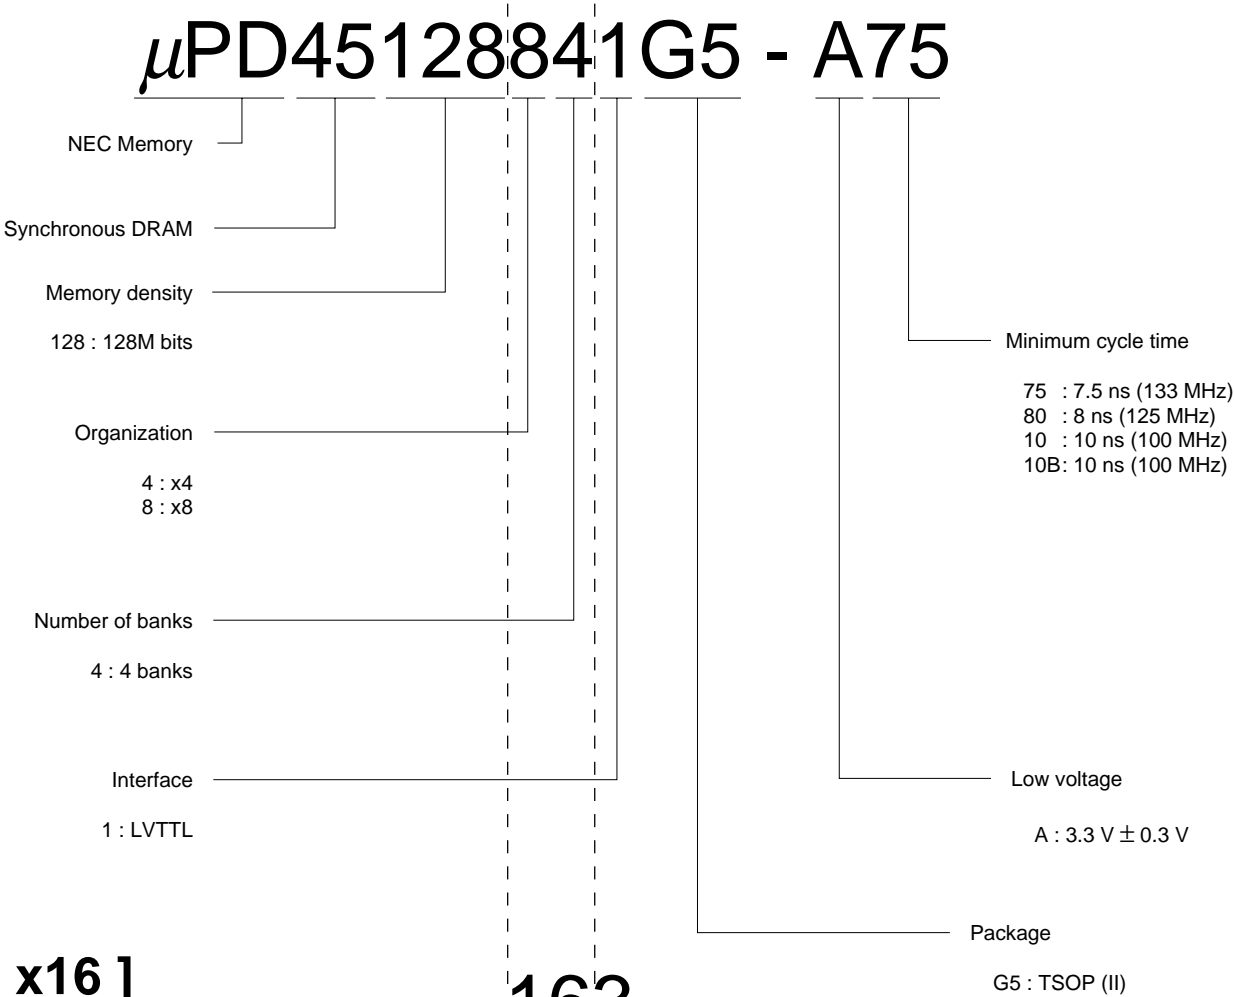 μPD45128841G5 - A75
NEC Memory
Synchronous DRAM
Memory density
128 : 128M bits
Organization
4 : x4
8 : x8
Number of banks
4 : 4 banks
Interface
1 : LVTTL
Minimum cycle time
75 : 7.5 ns (133 MHz)
80 : 8 ns (125 MHz)
10 : 10 ns (100 MHz)
10B : 10 ns (100 MHz)
Low voltage
A : 3.3 V ± 0.3 V
Package
G5 : TSOP (II)
x16 ]